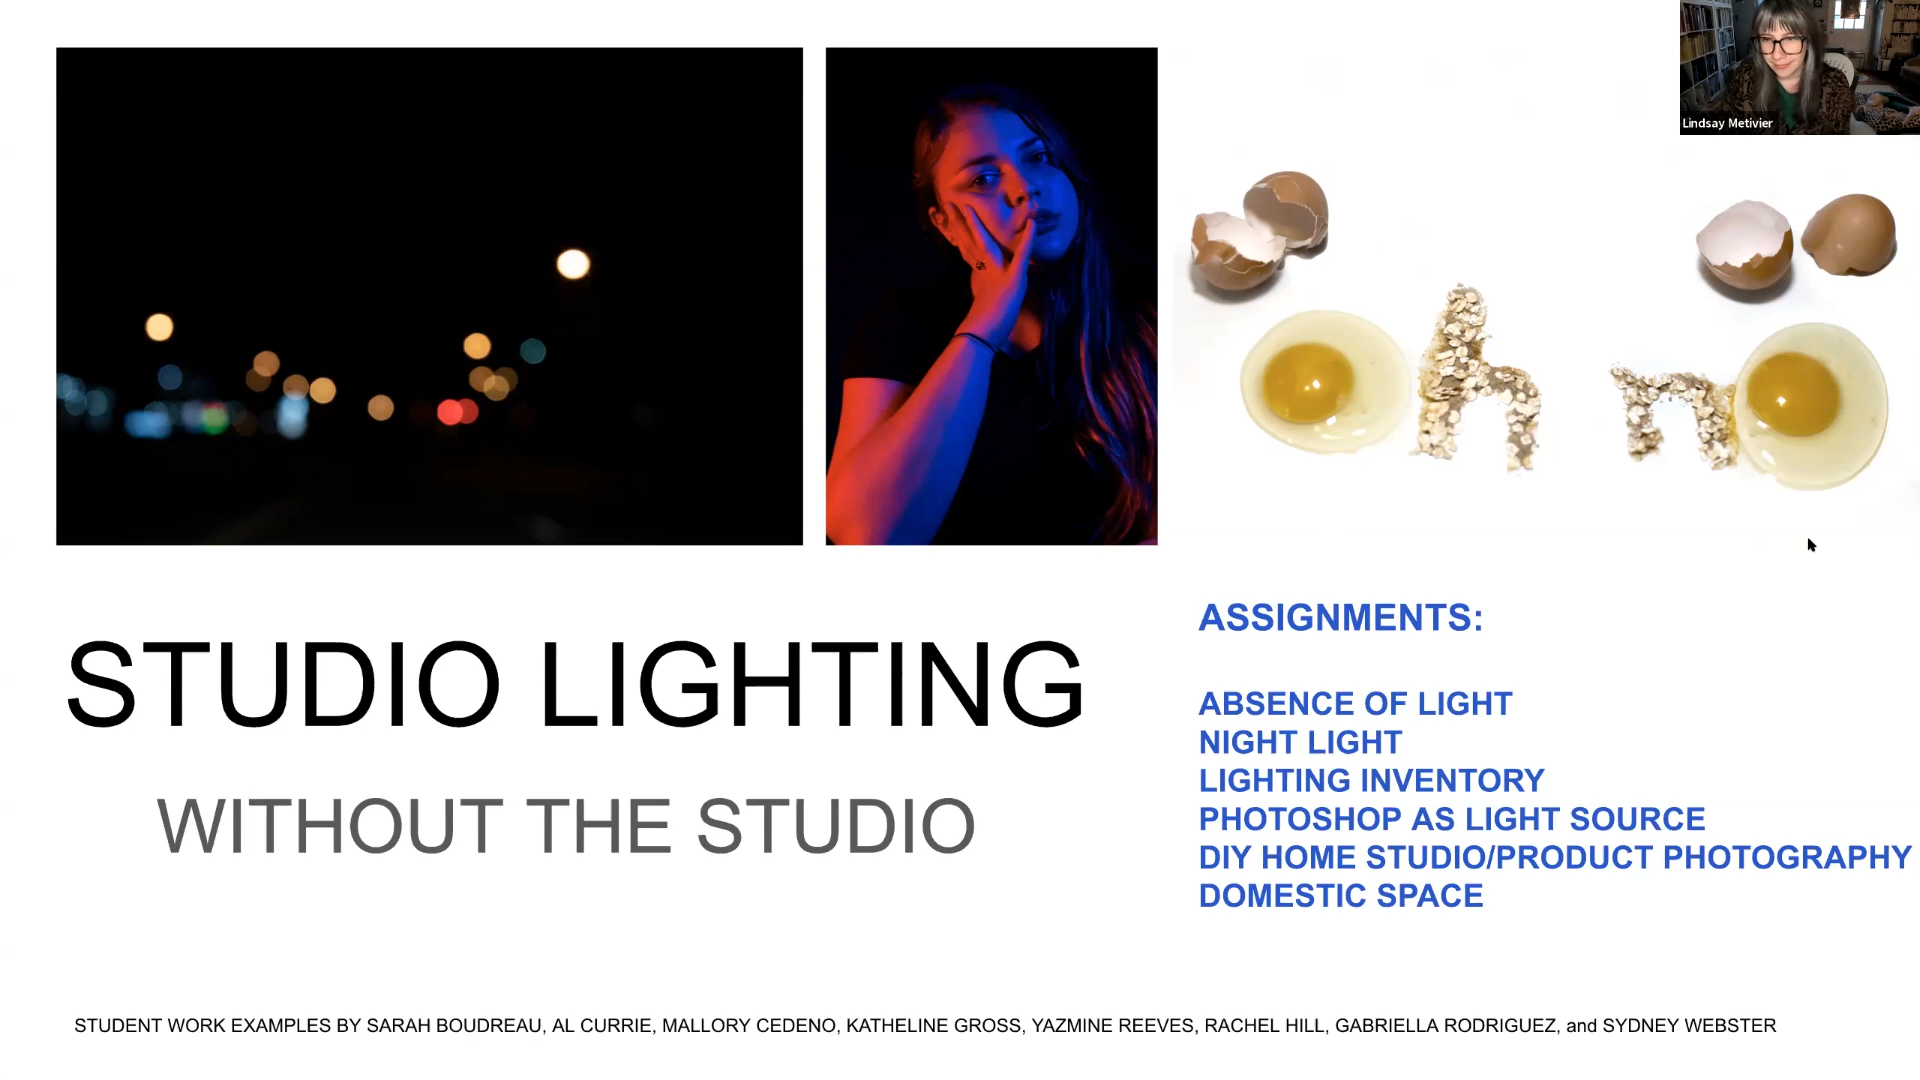 Lindsay Metivier
oh no
STUDIO LIGHTING
WITHOUT THE STUDIO
ASSIGNMENTS:
ABSENCE OF LIGHT
NIGHT LIGHT
LIGHTING INVENTORY
PHOTOSHOP AS LIGHT SOURCE
DIY HOME STUDIO/PRODUCT PHOTOGRAPHY
DOMESTIC SPACE
STUDENT WORK EXAMPLES BY SARAH BOUDREAU, AL CURRIE, MALLORY CEDENO, KATHELINE GROSS, YAZMINE REEVES, RACHEL HILL, GABRIELLA RODRIGUEZ, and SYDNEY WEBSTER